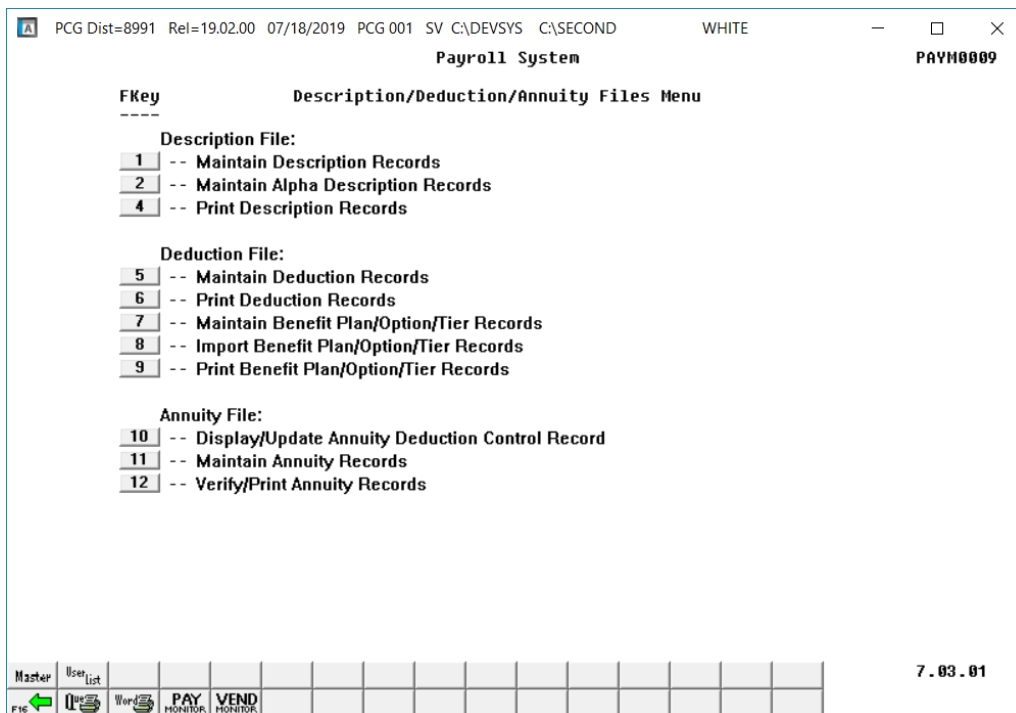 A PCG Dist=8991 Rel=19.02.00 07/18/2019 PCG 001 SV C:\DEVSYS C:\SECOND WHITE
Payroll System PAYM0009
FKey Description/Deduction/Annuity Files Menu
----
Description File:
1 -- Maintain Description Records
2 -- Maintain Alpha Description Records
4 -- Print Description Records
Deduction File:
5 -- Maintain Deduction Records
6 -- Print Deduction Records
7 -- Maintain Benefit Plan/Option/Tier Records
8 -- Import Benefit Plan/Option/Tier Records
9 -- Print Benefit Plan/Option/Tier Records
Annuity File:
10 -- Display/Update Annuity Deduction Control Record
11 -- Maintain Annuity Records
12 -- Verify/Print Annuity Records
Master User List 7.03.01
F16 Que Word PAY MONITOR VEND MONITOR